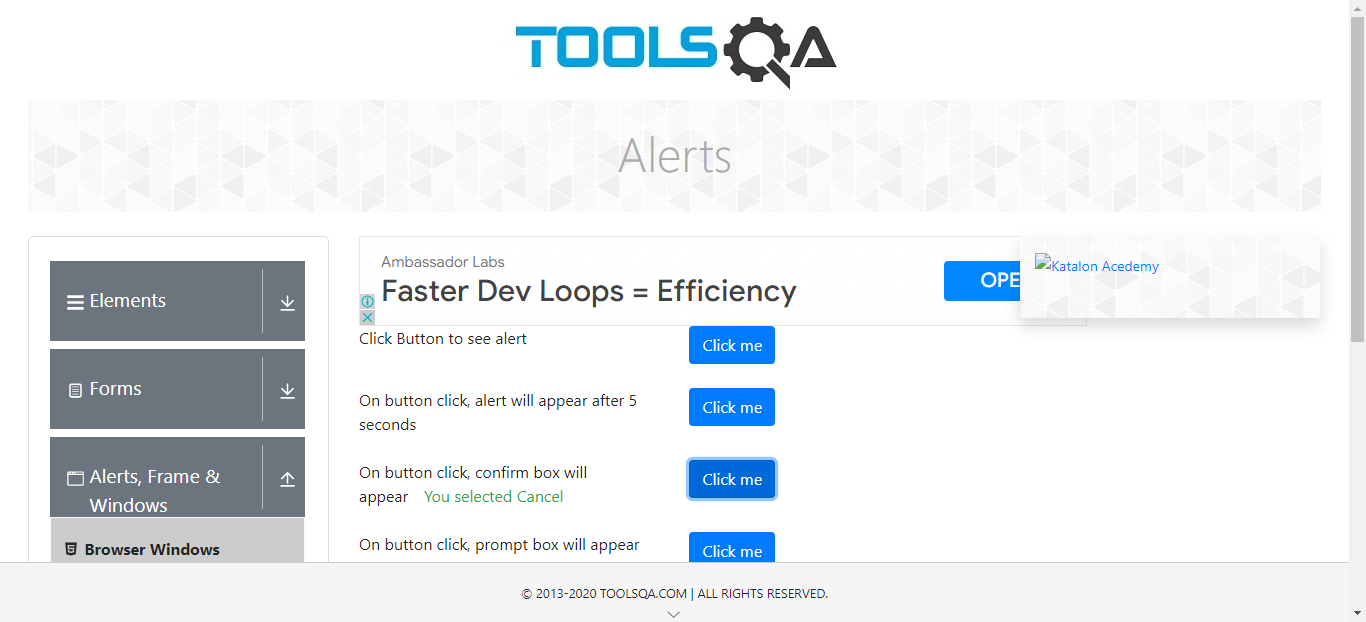 TOOLSQA
Alerts
Elements
Forms
Alerts, Frame &
Windows
Browser Windows
Ambassador Labs
Faster Dev Loops = Efficiency
OPE
Katalon Acedemy
Click Button to see alert
Click me
On button click, alert will appear after 5
seconds
Click me
On button click, confirm box will
appear You selected Cancel
Click me
On button click, prompt box will appear
Click me
© 2013-2020 TOOLSQA.COM | ALL RIGHTS RESERVED.